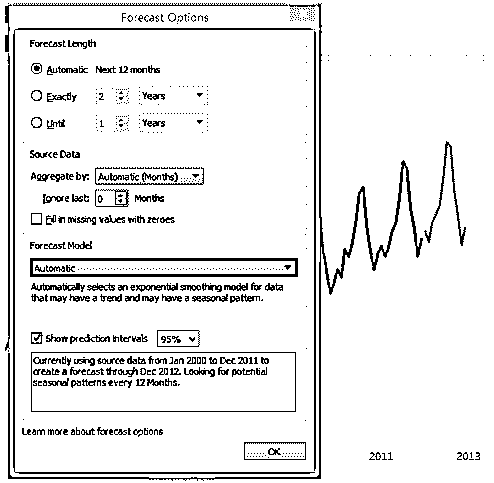 Forecast Options
Forecast Length
Automatic Next 12 months
Exactly 2 Years
Until 1 Years
Source Data
Aggregate by: Automatic (Months)
Ignore last: 0 Months
Fill in missing values with zeroes
Forecast Model
Automatic
Automatically selects an exponential smoothing model for data
that may have a trend and may have a seasonal pattern.
Show prediction intervals 95%
Currently using source data from Jan 2000 to Dec 2011 to
create a forecast through Dec 2012. Looking for potential
seasonal patterns every 12 Months.
Learn more about forecast options
OK
2011 2013